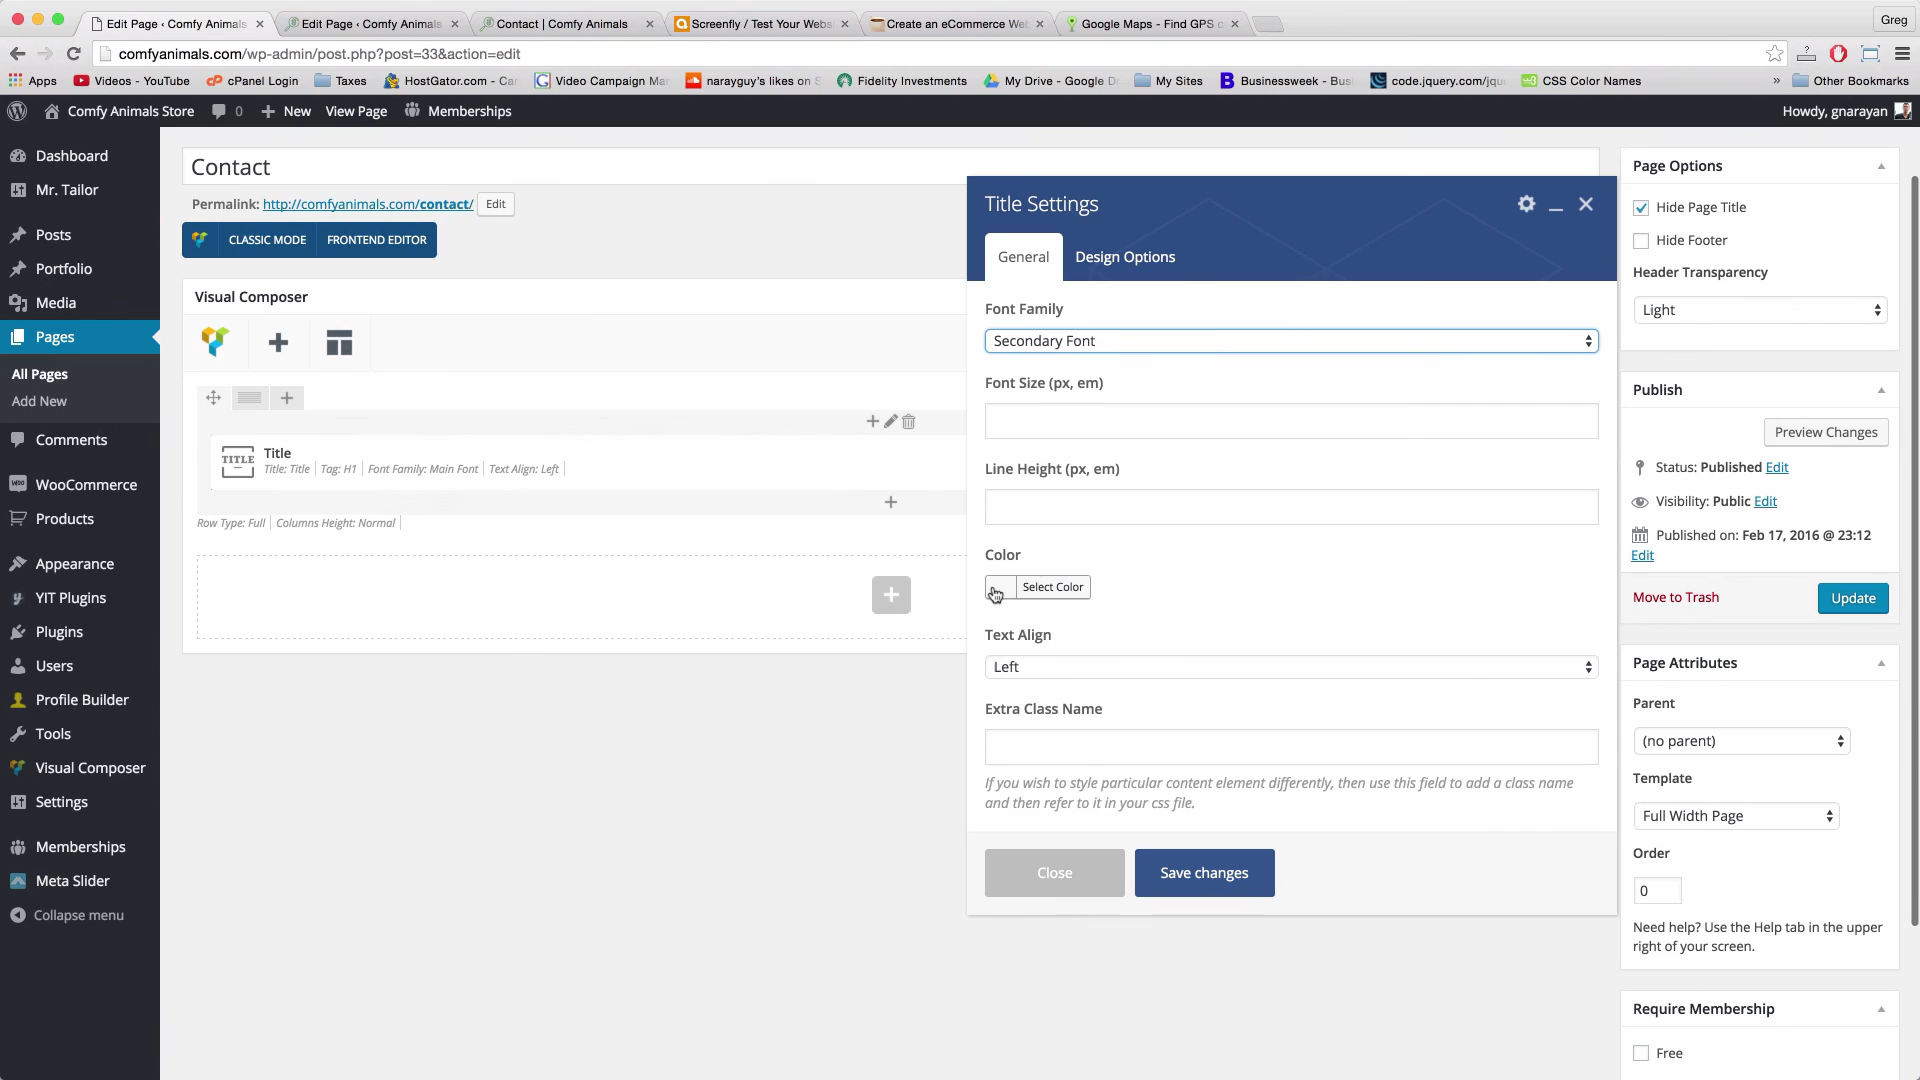 Edit Page ‹ Comfy Animals
Edit Page ‹ Comfy Animals
Contact | Comfy Animals
Screenfly / Test Your Webs
Create an eCommerce We
Google Maps - Find GPS c
Greg
comfyanimals.com/wp-admin/post.php?post=33&action=edit
Apps
Videos - YouTube
cPanel Login
Taxes
HostGator.com - Ca
Video Campaign Ma
narayguy's likes on S
Fidelity Investments
My Drive - Google D
My Sites
Businessweek - Busi
code.jquery.com/jqu
CSS Color Names
»
Other Bookmarks
Comfy Animals Store
0
New
View Page
Memberships
Howdy, gnarayan
Dashboard
Mr. Tailor
Posts
Portfolio
Media
Pages
All Pages
Add New
Comments
WooCommerce
Products
Appearance
YIT Plugins
Plugins
Users
Profile Builder
Tools
Visual Composer
Settings
Memberships
Meta Slider
Collapse menu
Contact
Permalink: http://comfyanimals.com/contact/ Edit
CLASSIC MODE
FRONTEND EDITOR
Visual Composer
TITLE
Title
Title: Title
Tag: H1
Font Family: Main Font
Text Align: Left
Row Type: Full
Columns Height: Normal
Title Settings
General
Design Options
Font Family
Secondary Font
Font Size (px, em)
Line Height (px, em)
Color
Select Color
Text Align
Left
Extra Class Name
If you wish to style particular content element differently, then use this field to add a class name
and then refer to it in your css file.
Close
Save changes
Page Options
Hide Page Title
Hide Footer
Header Transparency
Light
Publish
Preview Changes
Status: Published Edit
Visibility: Public Edit
Published on: Feb 17, 2016 @ 23:12
Edit
Move to Trash
Update
Page Attributes
Parent
(no parent)
Template
Full Width Page
Order
0
Need help? Use the Help tab in the upper
right of your screen.
Require Membership
Free